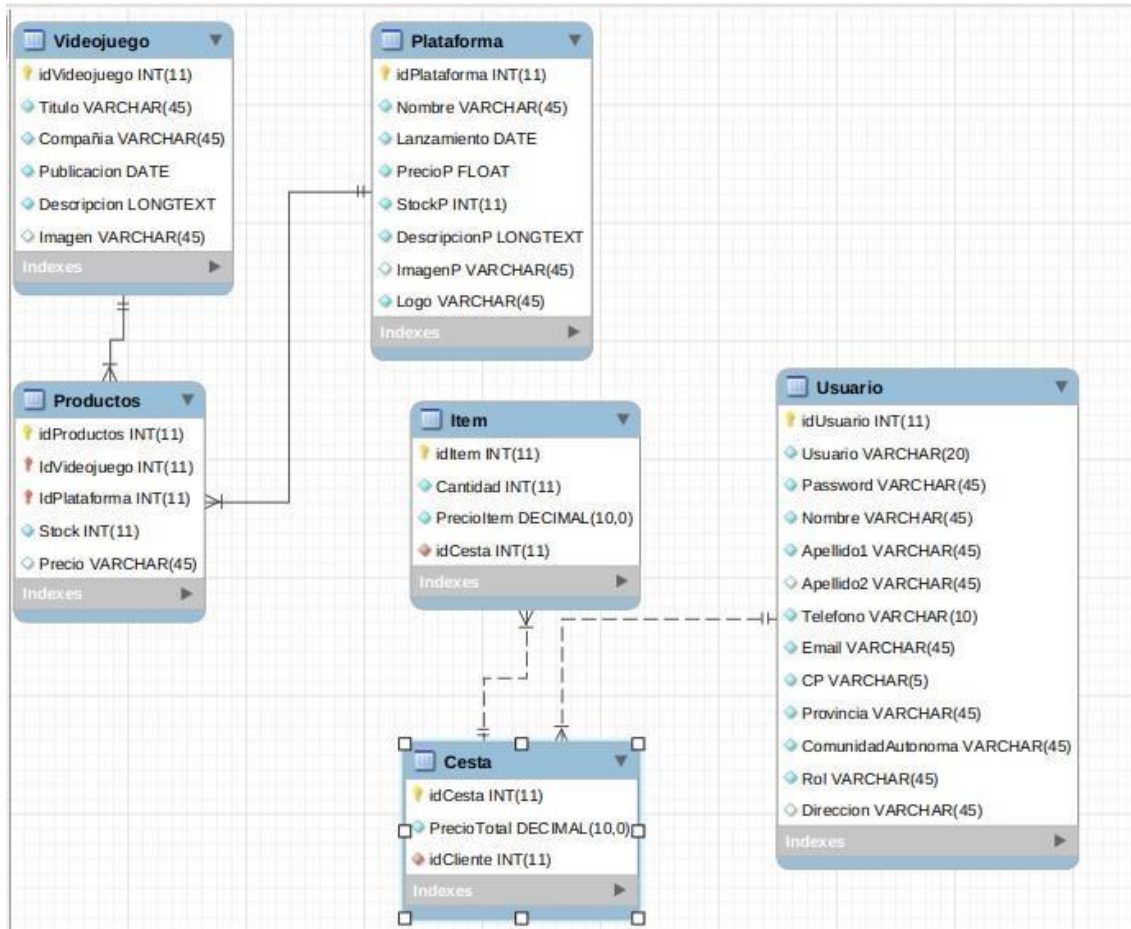 Videojuego
idVideojuego INT(11)
Titulo VARCHAR(45)
Compañia VARCHAR(45)
Publicacion DATE
Descripcion LONGTEXT
Imagen VARCHAR(45)
Indexes
Plataforma
idPlataforma INT(11)
Nombre VARCHAR(45)
Lanzamiento DATE
PrecioP FLOAT
StockP INT(11)
DescripcionP LONGTEXT
ImagenP VARCHAR(45)
Logo VARCHAR(45)
Indexes
Productos
idProductos INT(11)
IdVideojuego INT(11)
IdPlataforma INT(11)
Stock INT(11)
Precio VARCHAR(45)
Indexes
Item
idItem INT(11)
Cantidad INT(11)
PrecioItem DECIMAL(10,0)
idCesta INT(11)
Indexes
Usuario
idUsuario INT(11)
Usuario VARCHAR(20)
Password VARCHAR(45)
Nombre VARCHAR(45)
Apellido1 VARCHAR(45)
Apellido2 VARCHAR(45)
Telefono VARCHAR(10)
Email VARCHAR(45)
CP VARCHAR(5)
Provincia VARCHAR(45)
ComunidadAutonoma VARCHAR(45)
Rol VARCHAR(45)
Direccion VARCHAR(45)
Indexes
Cesta
idCesta INT(11)
PrecioTotal DECIMAL(10,0)
idCliente INT(11)
Indexes